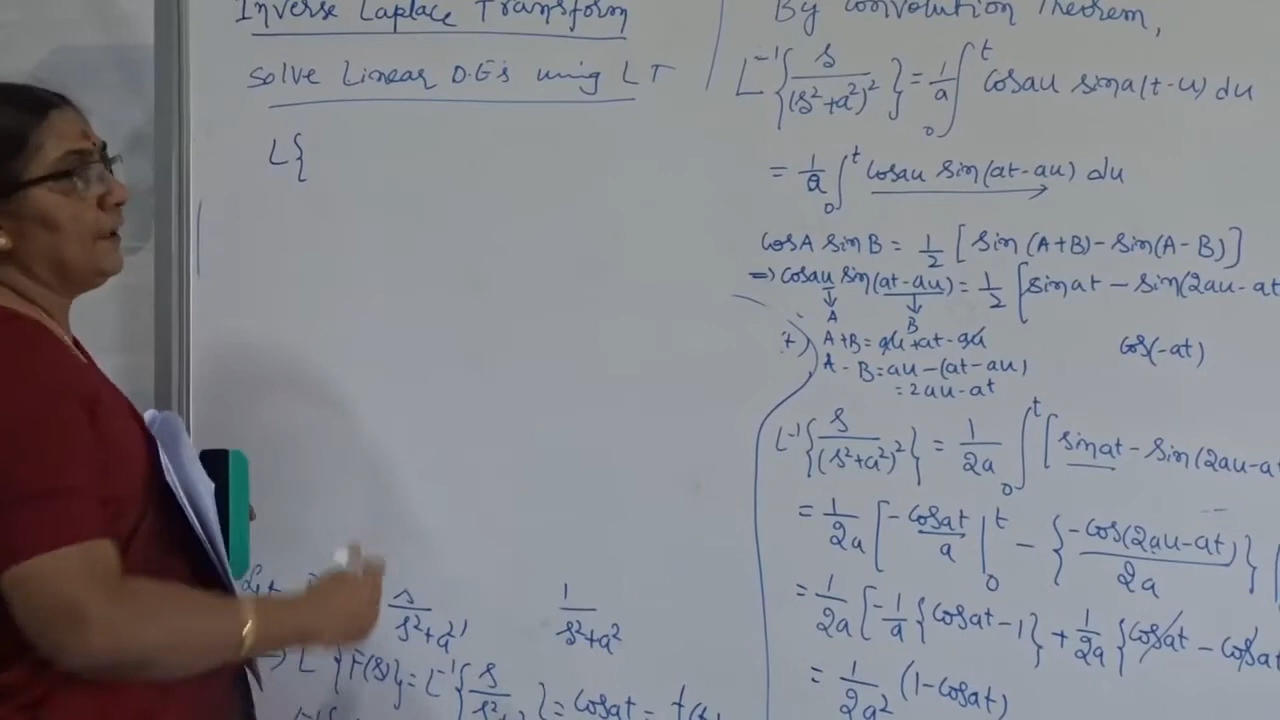 Inverse Laplace Transform
Solve Linear D.E's using L T
L{
s/(s²+a²)' 1/(s²+a²)
⇒ L {F(s)} = L⁻¹{s/s² } = cosat = f(t)
By Convolution Theorem,
L⁻¹{s/(s²+a²)²} = 1/a ∫₀ᵗ cosau sina(t-u) du
= 1/a ∫₀ᵗ cosau sin(at-au) du
cosA sinB = 1/2 [sin(A+B) - sin(A-B)]
⇒ cosau sin(at-au) = 1/2 [sinat - sin(2au-at
A B
A+B = au+at-au cos(-at)
A-B = au-(at-au)
= 2au-at
L⁻¹{s/(s²+a²)²} = 1/2a ∫₀ᵗ [sinat - sin(2au-a
= 1/2a [-cosat/a |₀ᵗ - {-cos(2au-at)/2a}
= 1/2a [-1/a {cosat-1} + 1/2a {cosat - cosa
= 1/2a² (1-cosat)